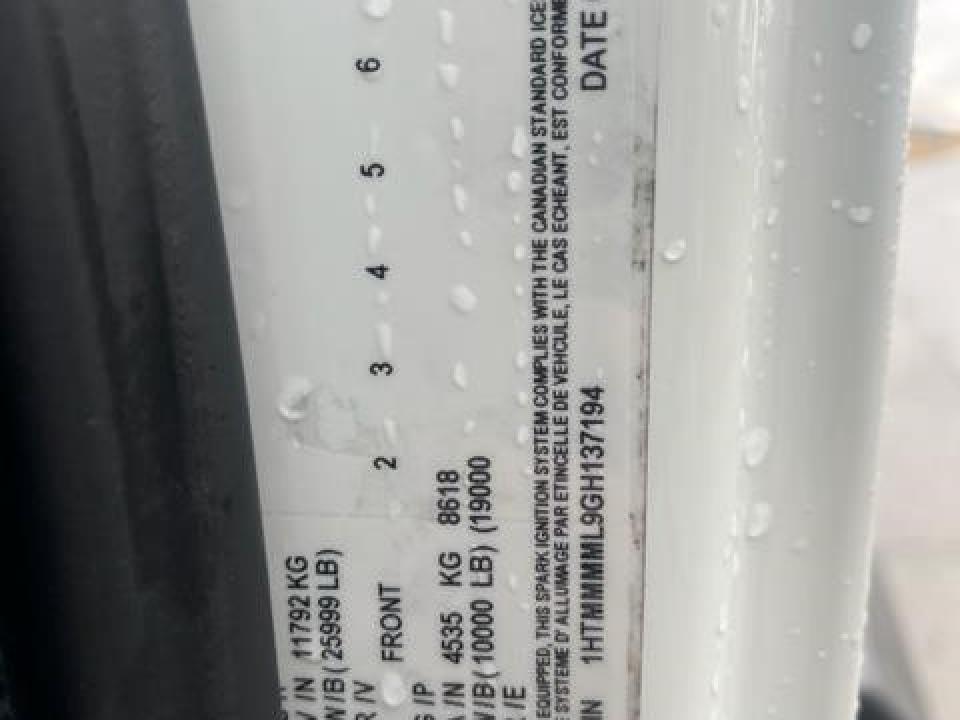 V/N 11792 KG
W/B ( 25999 LB)
R/V FRONT 2 3 4 5 6
S/P
A/N 4535 KG 8618
W/B( 10000 LB) (19000
R/E
EQUIPPED, THIS SPARK IGNITION SYSTEM COMPLIES WITH THE CANADIAN STANDARD ICE
SYSTEME D' ALLUMAGE PAR ETINCELLE DE VEHCULE, LE CAS ECHEANT, EST CONFORME
IN 1HTMMMML9GH137194 DATE